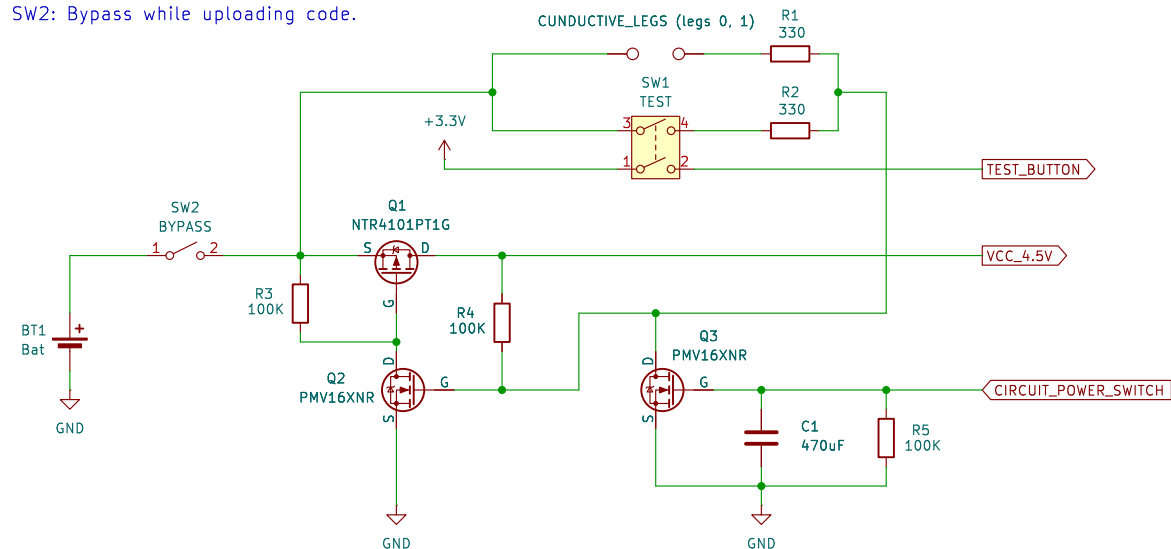 SW2: Bypass while uploading code.
CUNDUCTIVE_LEGS (legs 0, 1)
R1
330
SW1
TEST
R2
330
+3.3V
3
4
1
2
TEST_BUTTON
SW2
BYPASS
1
2
Q1
NTR4101PT1G
S
D
G
VCC_4.5V
R3
100K
R4
100K
BT1
Bat
+
GND
Q2
PMV16XNR
D
G
S
Q3
PMV16XNR
D
G
S
CIRCUIT_POWER_SWITCH
C1
470uF
R5
100K
GND
GND